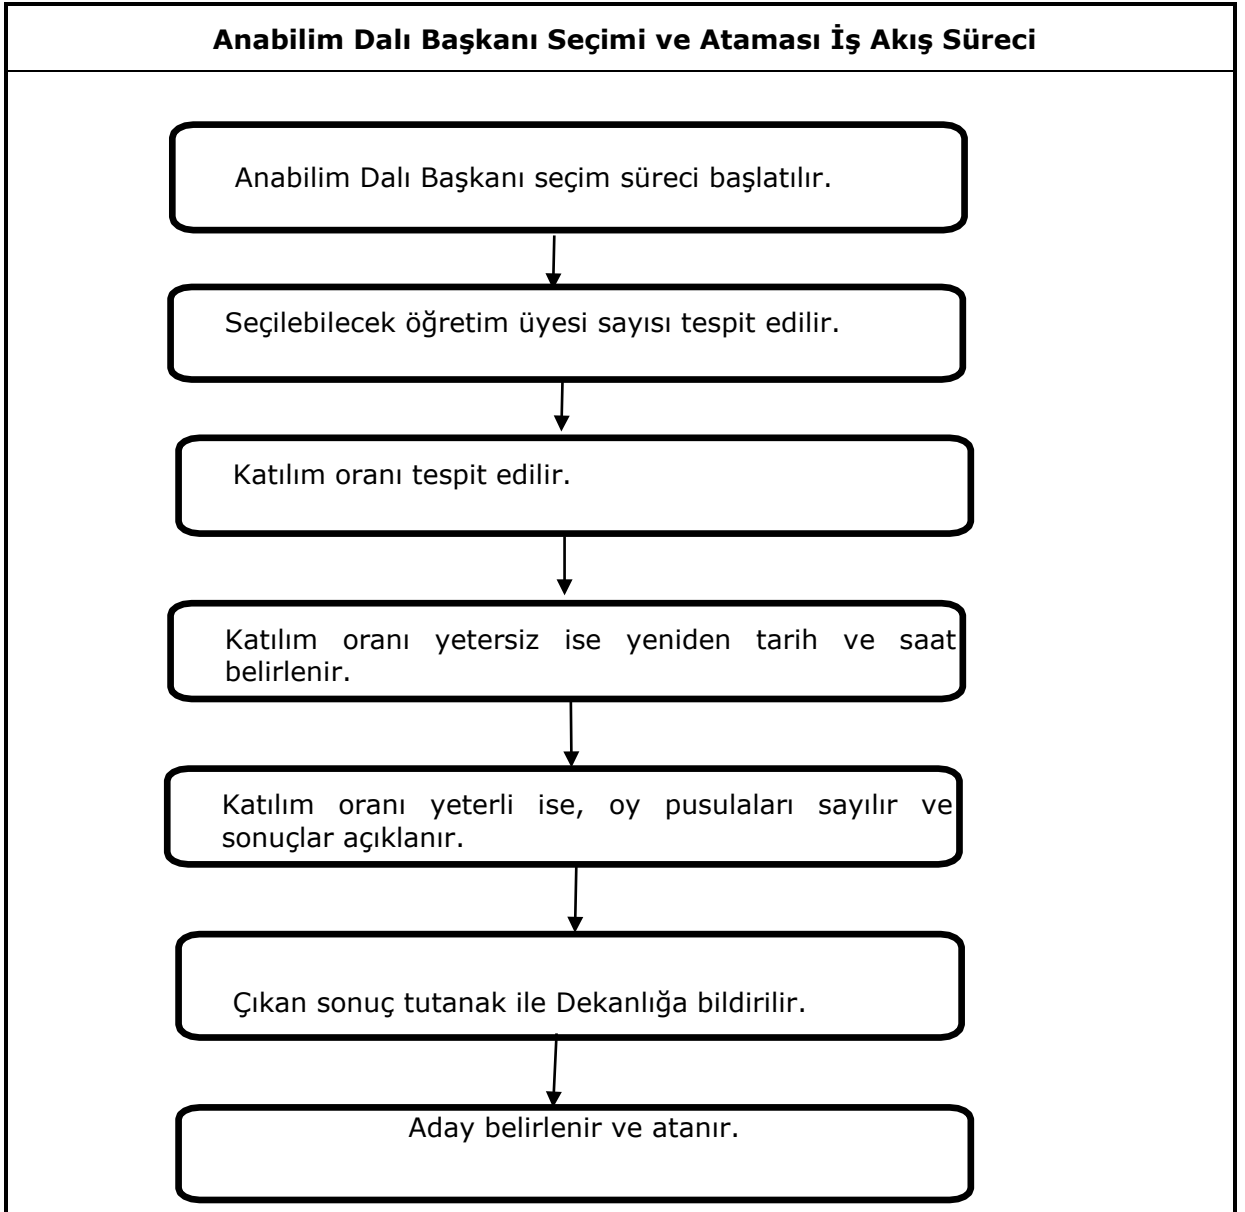 Anabilim Dalı Başkanı Seçimi ve Ataması İş Akış Süreci
Anabilim Dalı Başkanı seçim süreci başlatılır.
Seçilebilecek öğretim üyesi sayısı tespit edilir.
Katılım oranı tespit edilir.
Katılım oranı yetersiz ise yeniden tarih ve saat
belirlenir.
Katılım oranı yeterli ise, oy pusulaları sayılır ve
sonuçlar açıklanır.
Çıkan sonuç tutanak ile Dekanlığa bildirilir.
Aday belirlenir ve atanır.